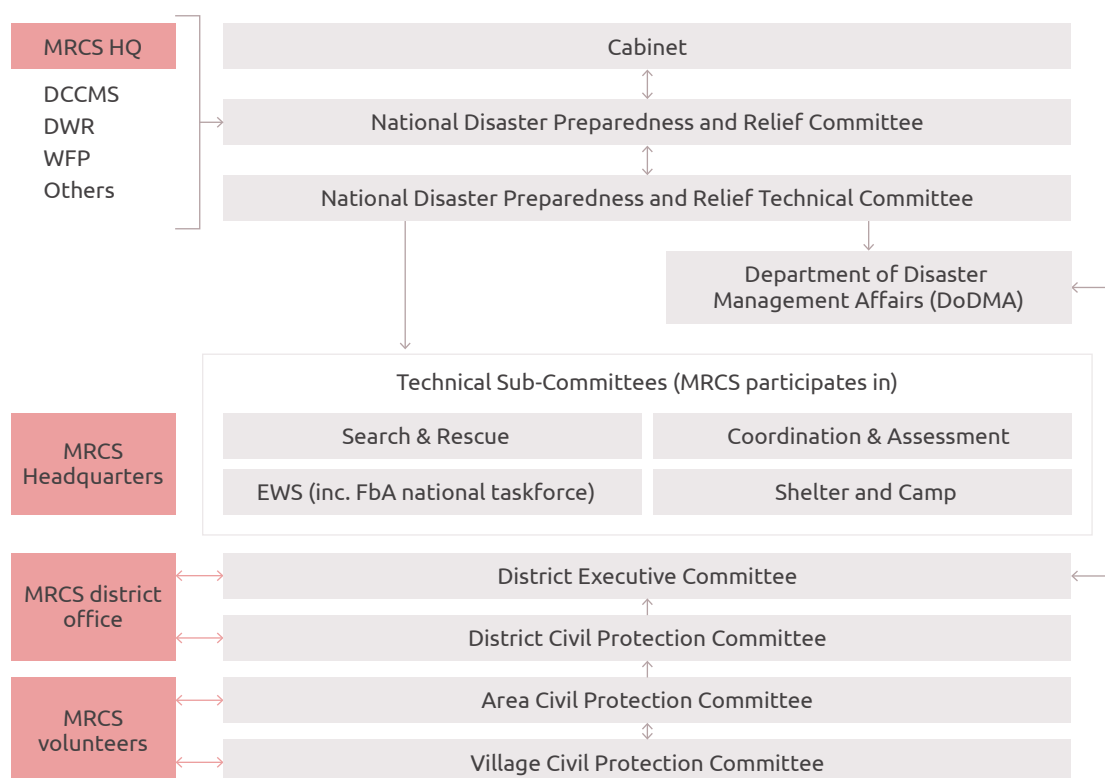 MRCS HQ
DCCMS
DWR
WFP
Others
Cabinet
National Disaster Preparedness and Relief Committee
National Disaster Preparedness and Relief Technical Committee
Department of Disaster
Management Affairs (DoDMA)
Technical Sub-Committees (MRCS participates in)
MRCS
Headquarters
Search & Rescue
Coordination & Assessment
EWS (inc. FbA national taskforce)
Shelter and Camp
MRCS district
office
District Executive Committee
District Civil Protection Committee
MRCS
volunteers
Area Civil Protection Committee
Village Civil Protection Committee